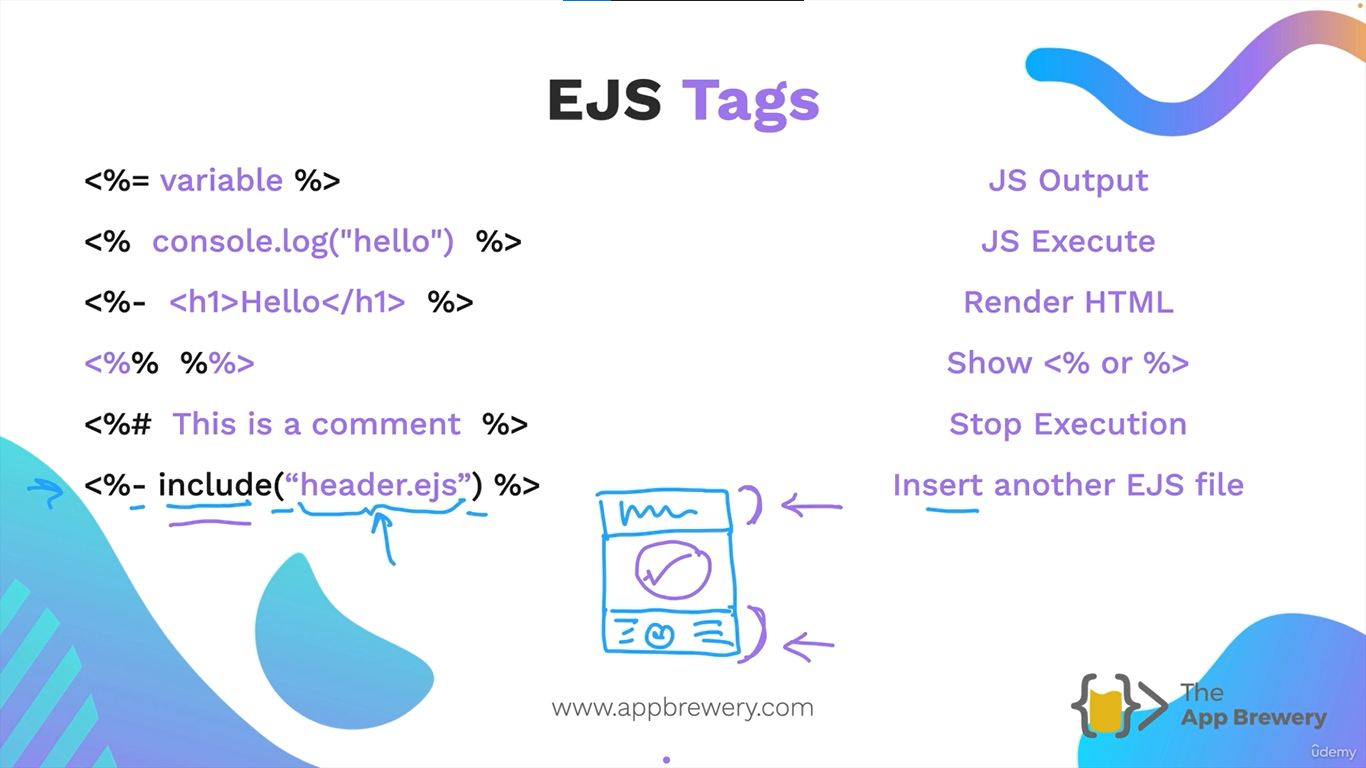 EJS Tags
<%= variable %> JS Output
<% console.log("hello") %> JS Execute
<%- <h1>Hello</h1> %> Render HTML
<%% %%> Show <% or %>
<%# This is a comment %> Stop Execution
<%- include(“header.ejs”) %> Insert another EJS file
www.appbrewery.com
The
App Brewery
ûdemy